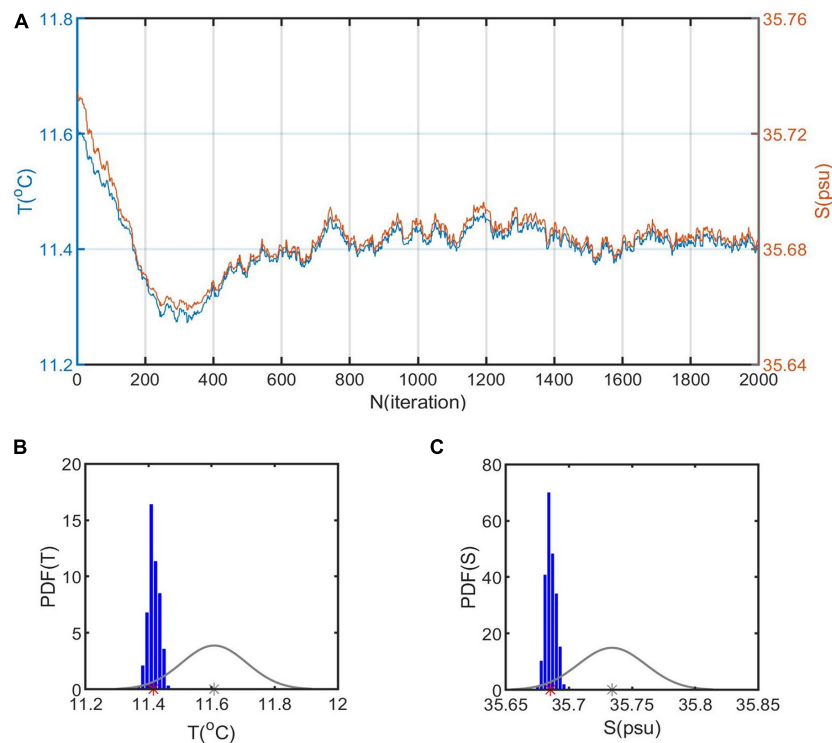 A
11.8
11.6
11.4
11.2
T(°C)
35.76
35.72
35.68
35.64
S(psu)
0 200 400 600 800 1000 1200 1400 1600 1800 2000
N(iteration)
B
20
15
10
5
0
PDF(T)
11.2 11.4 11.6 11.8 12
T(°C)
C
80
60
40
20
0
PDF(S)
35.65 35.7 35.75 35.8 35.85
S(psu)